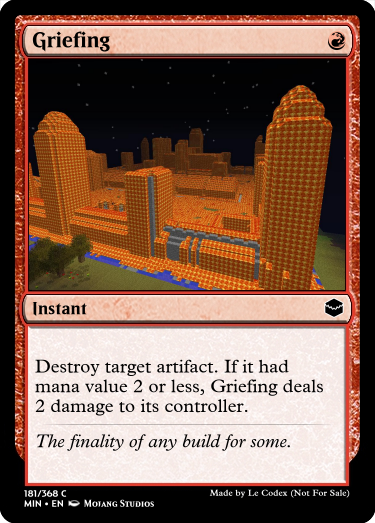 Griefing
Instant
Destroy target artifact. If it had
mana value 2 or less, Griefing deals
2 damage to its controller.
The finality of any build for some.
181/368 C
MIN • EN Mojang Studios
Made by Le Codex (Not For Sale)